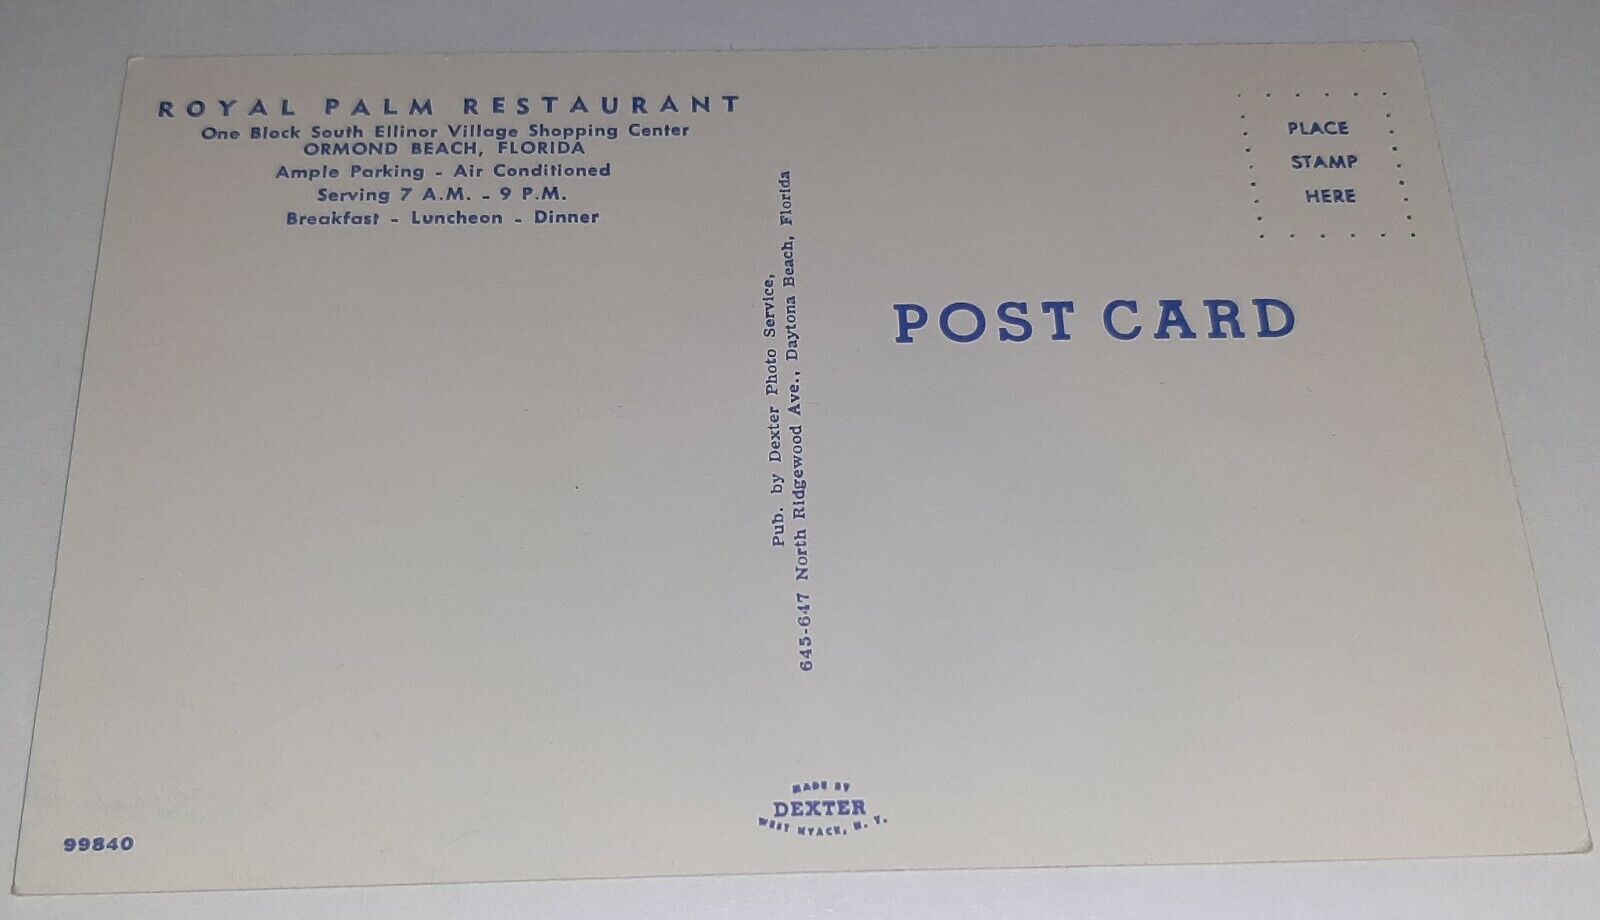 ROYAL PALM RESTAURANT
One Block South Ellinor Village Shopping Center
ORMOND BEACH, FLORIDA
Ample Parking - Air Conditioned
Serving 7 A.M. - 9 P.M.
Breakfast - Luncheon - Dinner
99840
Pub. by Dexter Photo Service,
645-647 North Ridgewood Ave., Daytona Beach, Florida
MADE BY
DEXTER
WEST NYACK, N. Y.
PLACE
STAMP
HERE
POST CARD